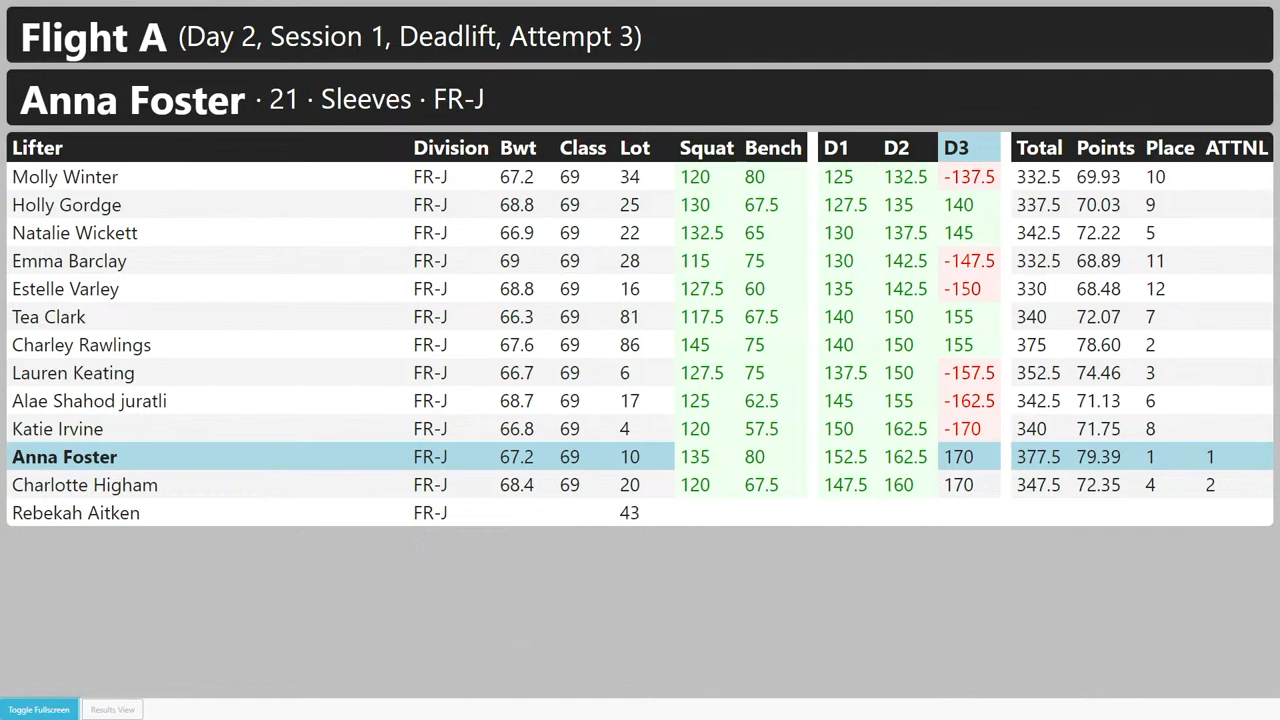 Flight A (Day 2, Session 1, Deadlift, Attempt 3)
Anna Foster · 21 · Sleeves · FR-J
Lifter Division Bwt Class Lot Squat Bench D1 D2 D3 Total Points Place ATTNL
Molly Winter FR-J 67.2 69 34 120 80 125 132.5 -137.5 332.5 69.93 10
Holly Gordge FR-J 68.8 69 25 130 67.5 127.5 135 140 337.5 70.03 9
Natalie Wickett FR-J 66.9 69 22 132.5 65 130 137.5 145 342.5 72.22 5
Emma Barclay FR-J 69 69 28 115 75 130 142.5 -147.5 332.5 68.89 11
Estelle Varley FR-J 68.8 69 16 127.5 60 135 142.5 -150 330 68.48 12
Tea Clark FR-J 66.3 69 81 117.5 67.5 140 150 155 340 72.07 7
Charley Rawlings FR-J 67.6 69 86 145 75 140 150 155 375 78.60 2
Lauren Keating FR-J 66.7 69 6 127.5 75 137.5 150 -157.5 352.5 74.46 3
Alae Shahod juratli FR-J 68.7 69 17 125 62.5 145 155 -162.5 342.5 71.13 6
Katie Irvine FR-J 66.8 69 4 120 57.5 150 162.5 -170 340 71.75 8
Anna Foster FR-J 67.2 69 10 135 80 152.5 162.5 170 377.5 79.39 1 1
Charlotte Higham FR-J 68.4 69 20 120 67.5 147.5 160 170 347.5 72.35 4 2
Rebekah Aitken FR-J 43
Toggle Fullscreen Results View